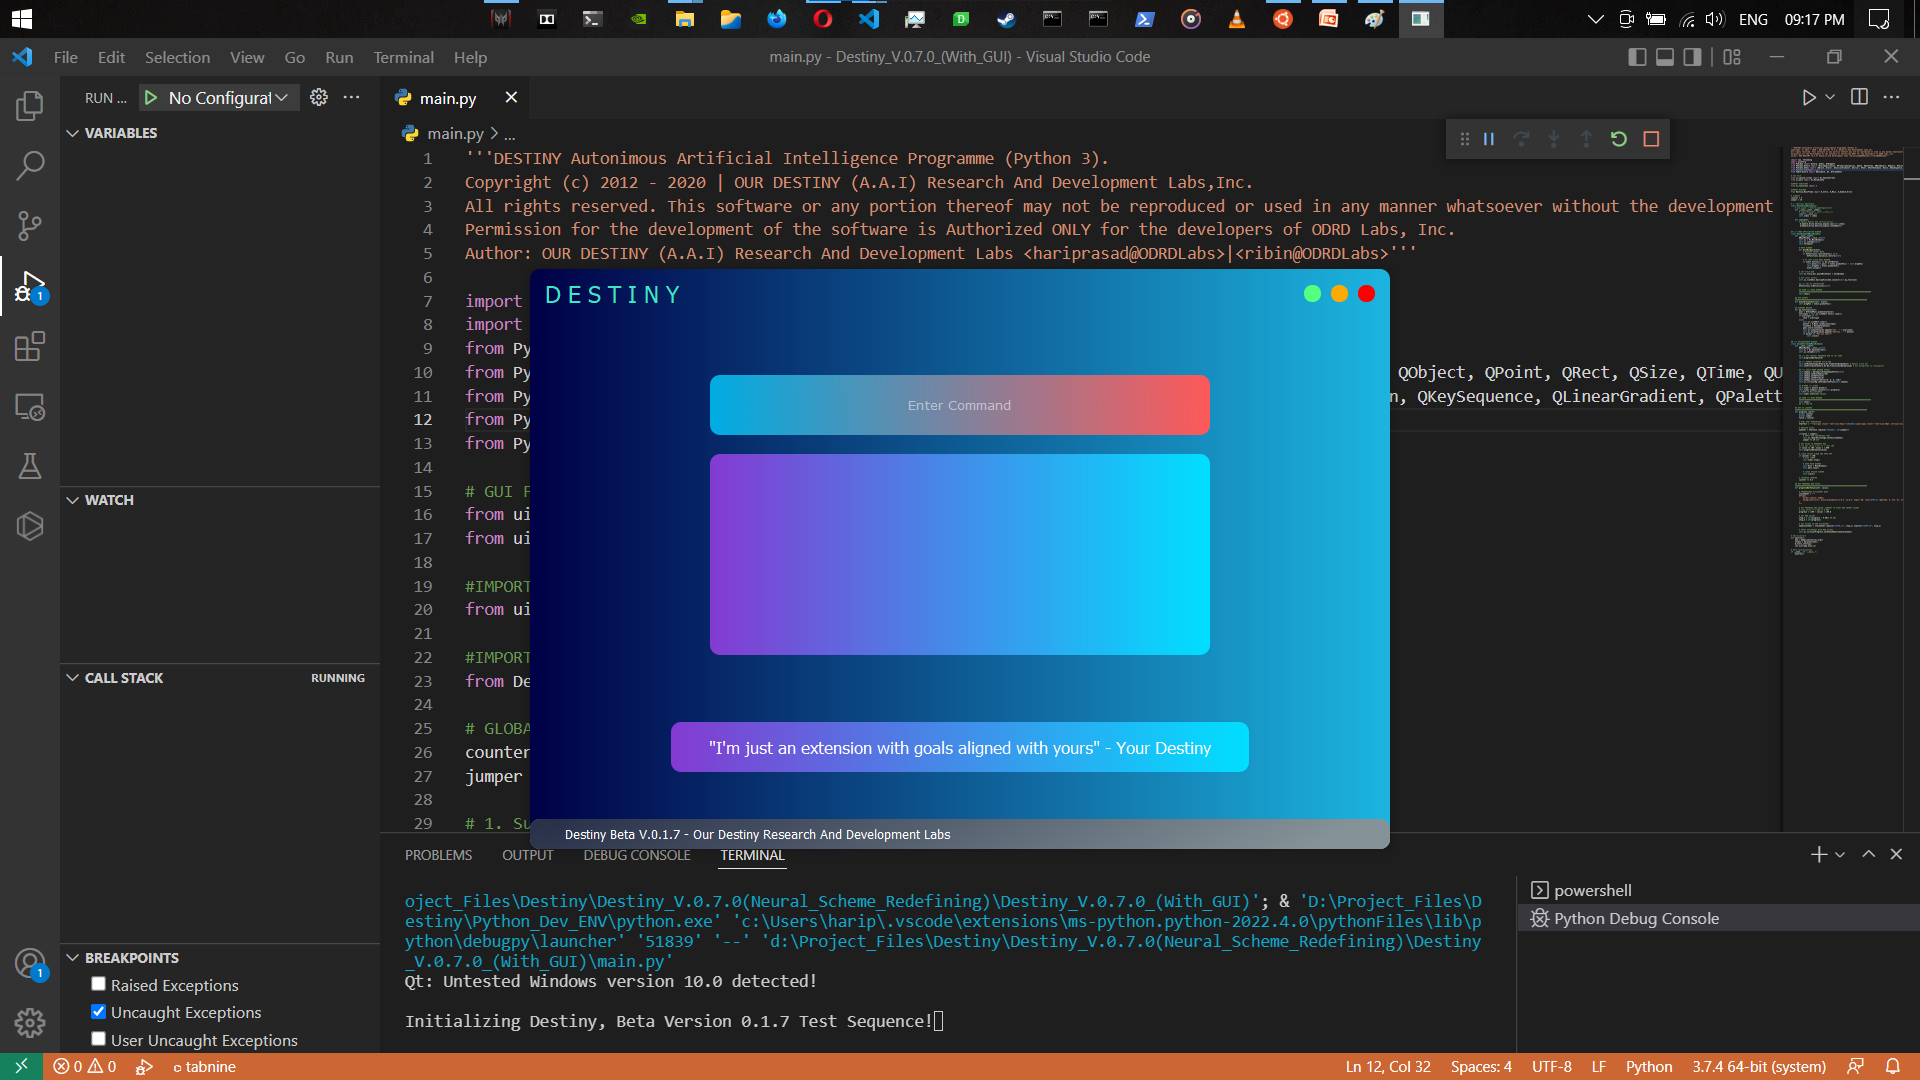 ENG
09:17 PM
File Edit Selection View Go Run Terminal Help
main.py - Destiny_V.0.7.0_(With_GUI) - Visual Studio Code
RUN ...
No Configurat
main.py
main.py > ...
VARIABLES
1 '''DESTINY Autonimous Artificial Intelligence Programme (Python 3).
2 Copyright (c) 2012 - 2020 | OUR DESTINY (A.A.I) Research And Development Labs,Inc.
3 All rights reserved. This software or any portion thereof may not be reproduced or used in any manner whatsoever without the development
4 Permission for the development of the software is Authorized ONLY for the developers of ODRD Labs, Inc.
5 Author: OUR DESTINY (A.A.I) Research And Development Labs <hariprasad@ODRDLabs>|<ribin@ODRDLabs>'''
6
7 import
8 import
9 from Py
10 from Py QObject, QPoint, QRect, QSize, QTime, QU
11 from Py n, QKeySequence, QLinearGradient, QPalett
12 from Py
13 from Py
14
15 # GUI F
16 from ui
17 from ui
18
19 #IMPORT
20 from ui
21
22 #IMPORT
23 from De
24
25 # GLOBA
26 counter
27 jumper
28
29 # 1. Su
DESTINY
Enter Command
"I'm just an extension with goals aligned with yours" - Your Destiny
Destiny Beta V.0.1.7 - Our Destiny Research And Development Labs
WATCH
CALL STACK
RUNNING
BREAKPOINTS
Raised Exceptions
Uncaught Exceptions
User Uncaught Exceptions
1
1
PROBLEMS OUTPUT DEBUG CONSOLE TERMINAL
oject_Files\Destiny\Destiny_V.0.7.0(Neural_Scheme_Redefining)\Destiny_V.0.7.0_(With_GUI)'; & 'D:\Project_Files\D
estiny\Python_Dev_ENV\python.exe' 'c:\Users\harip\.vscode\extensions\ms-python.python-2022.4.0\pythonFiles\lib\p
ython\debugpy\launcher' '51839' '--' 'd:\Project_Files\Destiny\Destiny_V.0.7.0(Neural_Scheme_Redefining)\Destiny
_V.0.7.0_(With_GUI)\main.py'
Qt: Untested Windows version 10.0 detected!
Initializing Destiny, Beta Version 0.1.7 Test Sequence!
powershell
Python Debug Console
0 0
tabnine
Ln 12, Col 32
Spaces: 4
UTF-8
LF
Python
3.7.4 64-bit (system)